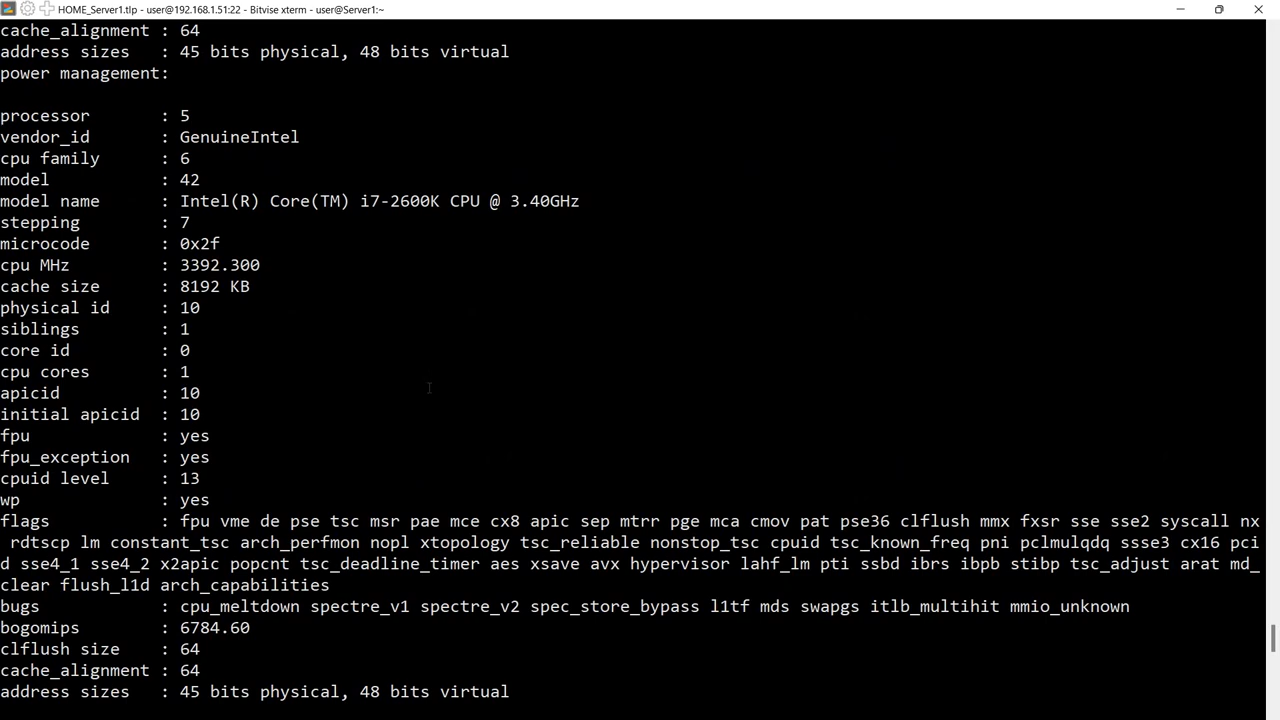 HOME_Server1.tlp - user@192.168.1.51:22 - Bitvise xterm - user@Server1:~
cache_alignment : 64
address sizes   : 45 bits physical, 48 bits virtual
power management:
processor       : 5
vendor_id       : GenuineIntel
cpu family      : 6
model           : 42
model name      : Intel(R) Core(TM) i7-2600K CPU @ 3.40GHz
stepping        : 7
microcode       : 0x2f
cpu MHz         : 3392.300
cache size      : 8192 KB
physical id     : 10
siblings        : 1
core id         : 0
cpu cores       : 1
apicid          : 10
initial apicid  : 10
fpu             : yes
fpu_exception   : yes
cpuid level     : 13
wp              : yes
flags           : fpu vme de pse tsc msr pae mce cx8 apic sep mtrr pge mca cmov pat pse36 clflush mmx fxsr sse sse2 syscall nx
 rdtscp lm constant_tsc arch_perfmon nopl xtopology tsc_reliable nonstop_tsc cpuid tsc_known_freq pni pclmulqdq ssse3 cx16 pci
d sse4_1 sse4_2 x2apic popcnt tsc_deadline_timer aes xsave avx hypervisor lahf_lm pti ssbd ibrs ibpb stibp tsc_adjust arat md_
clear flush_l1d arch_capabilities
bugs            : cpu_meltdown spectre_v1 spectre_v2 spec_store_bypass l1tf mds swapgs itlb_multihit mmio_unknown
bogomips        : 6784.60
clflush size    : 64
cache_alignment : 64
address sizes   : 45 bits physical, 48 bits virtual